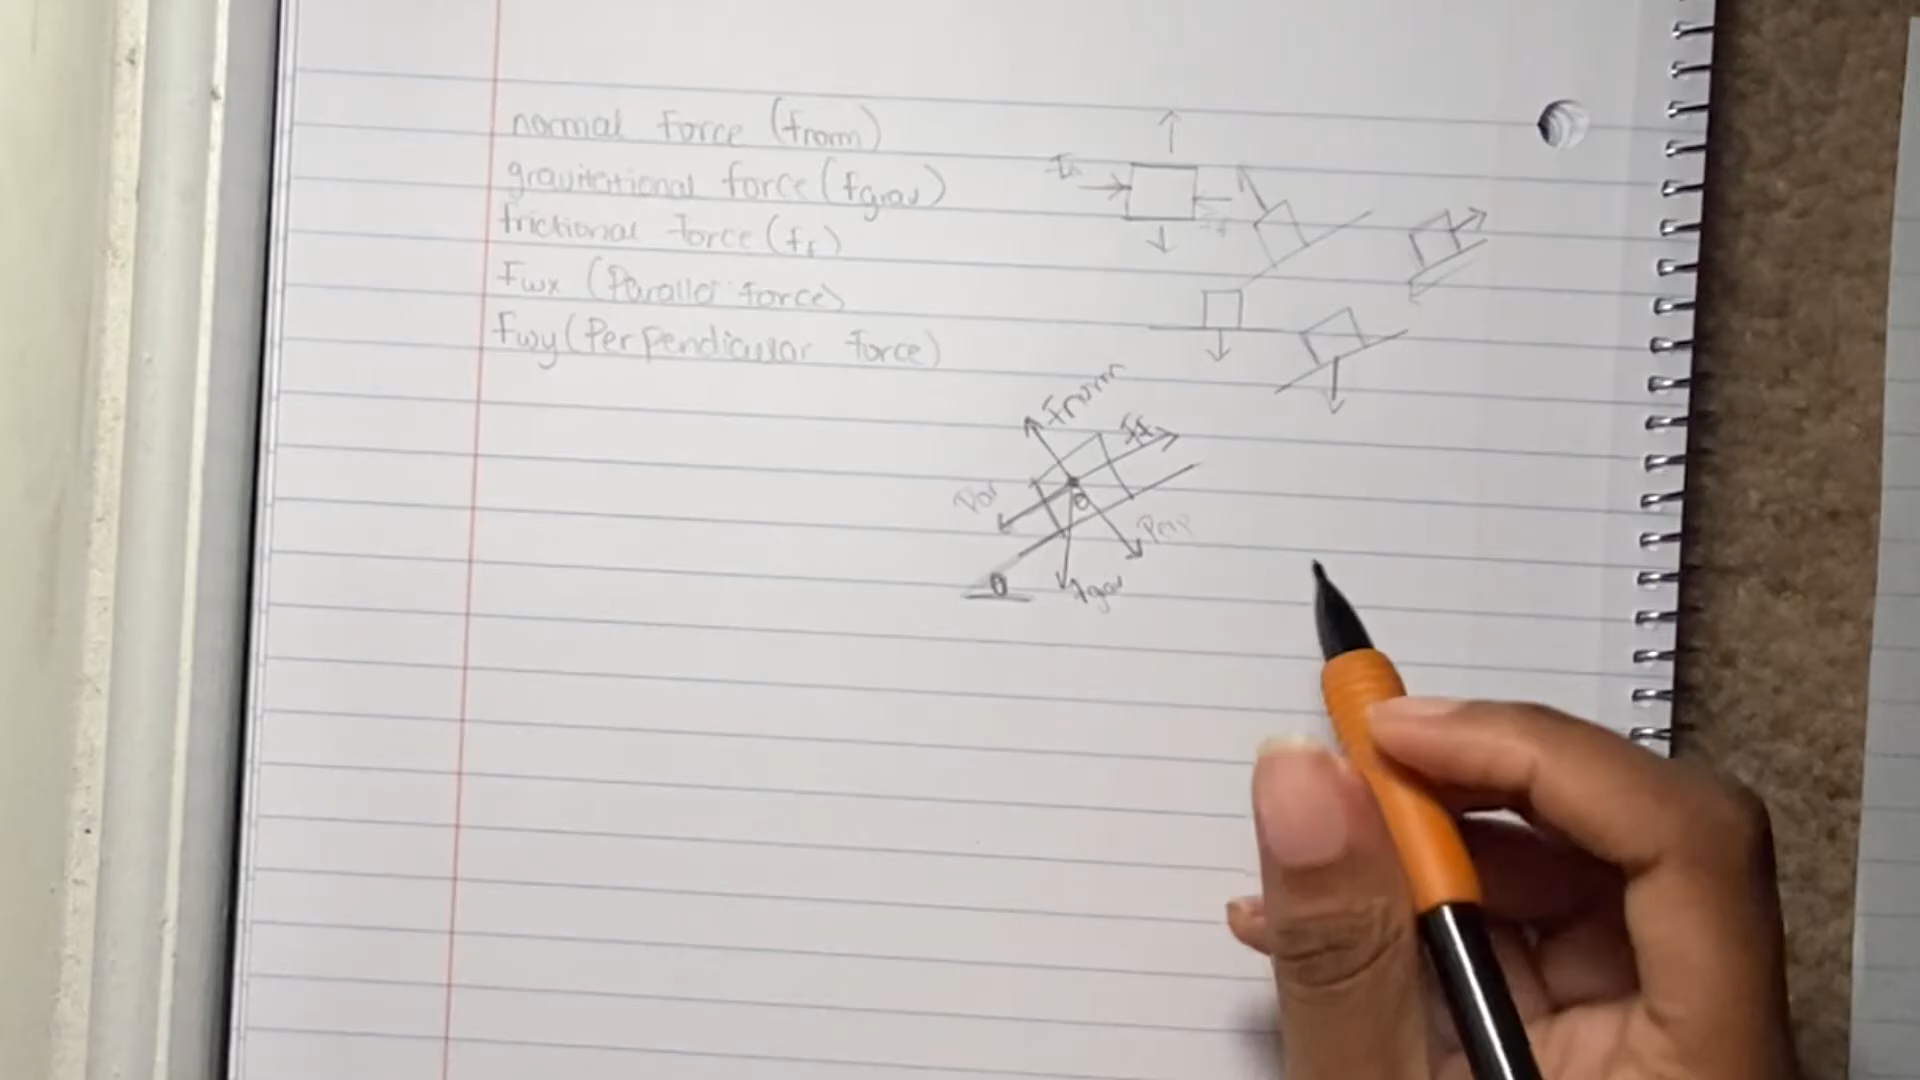 normal force (fnorm)
gravitational force (fgrav)
frictional force (ff)
Fwx (Parallel force)
Fwy (Perpendicular force)
Fnorm
Ff
Par
θ
Perp
θ
fgrav